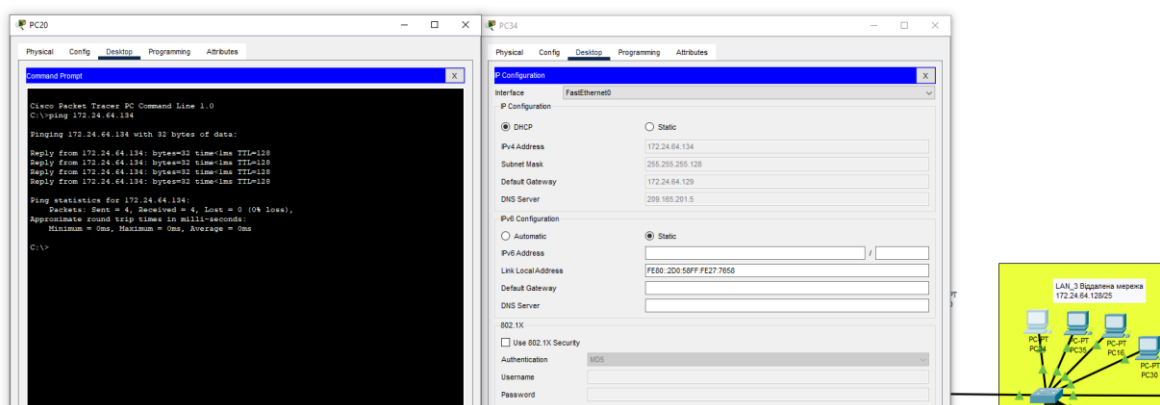 PC20
Physical Config Desktop Programming Attributes
Command Prompt
X
Cisco Packet Tracer PC Command Line 1.0
C:\>ping 172.24.64.134
Pinging 172.24.64.134 with 32 bytes of data:
Reply from 172.24.64.134: bytes=32 time<1ms TTL=128
Reply from 172.24.64.134: bytes=32 time<1ms TTL=128
Reply from 172.24.64.134: bytes=32 time<1ms TTL=128
Reply from 172.24.64.134: bytes=32 time<1ms TTL=128
Ping statistics for 172.24.64.134:
Packets: Sent = 4, Received = 4, Lost = 0 (0% loss),
Approximate round trip times in milli-seconds:
Minimum = 0ms, Maximum = 0ms, Average = 0ms
C:\>
PC34
Physical Config Desktop Programming Attributes
IP Configuration
X
Interface FastEthernet0
IP Configuration
DHCP Static
IPv4 Address 172.24.64.134
Subnet Mask 255.255.255.128
Default Gateway 172.24.64.129
DNS Server 209.165.201.5
IPv6 Configuration
Automatic Static
IPv6 Address /
Link Local Address FE80::2D0:58FF:FE27:7658
Default Gateway
DNS Server
802.1X
Use 802.1X Security
Authentication MD5
Username
Password
LAN_3 Віддалена мережа
172.24.64.128/25
PC-PT
PC35
PC-PT
PC16
PC-PT
PC30